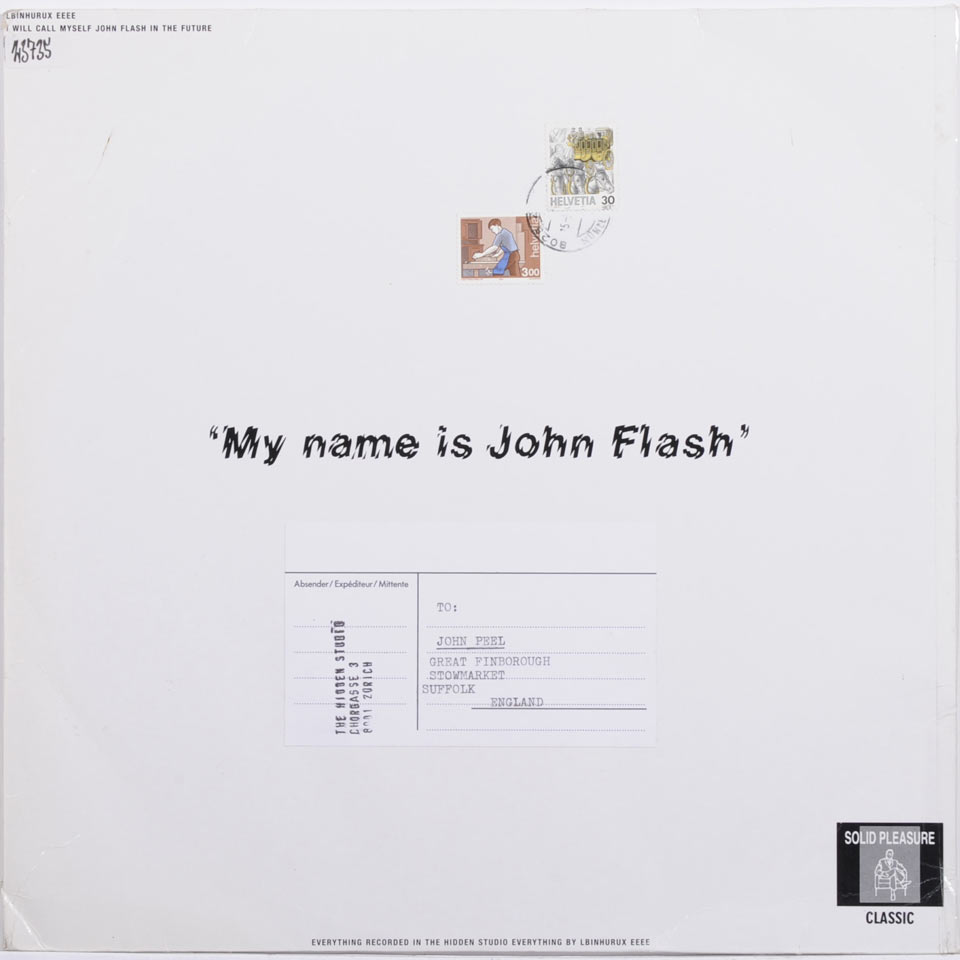 LBINHURUX EEEE
I WILL CALL MYSELF JOHN FLASH IN THE FUTURE
HELVETIA 30
helvetia
3.00
"My name is John Flash"
Absender / Expéditeur / Mittente
THE HIDDEN STUDIO
CHORGASSE 3
8001 ZÜRICH
TO:
JOHN PEEL
GREAT FINBOROUGH
STOWMARKET
SUFFOLK
ENGLAND
SOLID PLEASURE
CLASSIC
EVERYTHING RECORDED IN THE HIDDEN STUDIO EVERYTHING BY LBINHURUX EEEE